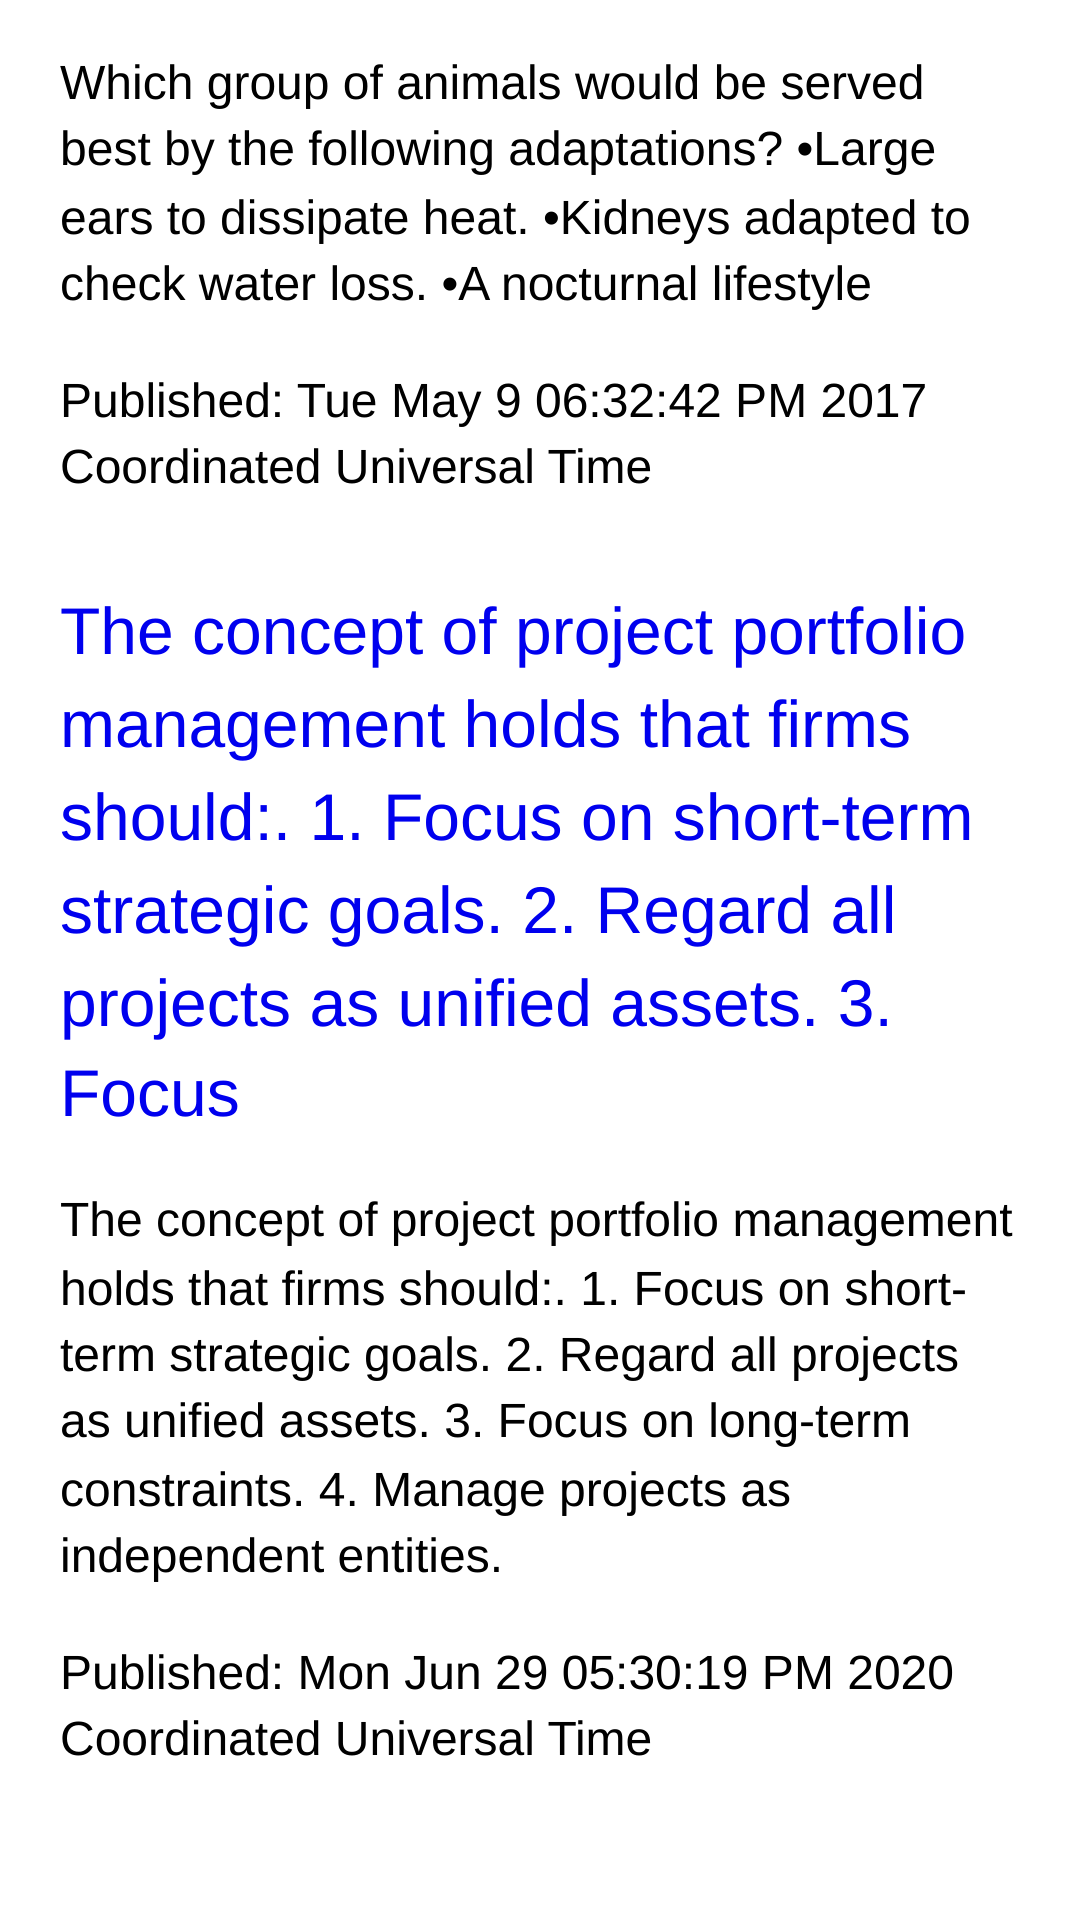 Which group of animals would be served
best by the following adaptations? •Large
ears to dissipate heat. •Kidneys adapted to
check water loss. •A nocturnal lifestyle
Published: Tue May 9 06:32:42 PM 2017
Coordinated Universal Time
The concept of project portfolio
management holds that firms
should:. 1. Focus on short-term
strategic goals. 2. Regard all
projects as unified assets. 3.
Focus
The concept of project portfolio management
holds that firms should:. 1. Focus on short-
term strategic goals. 2. Regard all projects
as unified assets. 3. Focus on long-term
constraints. 4. Manage projects as
independent entities.
Published: Mon Jun 29 05:30:19 PM 2020
Coordinated Universal Time